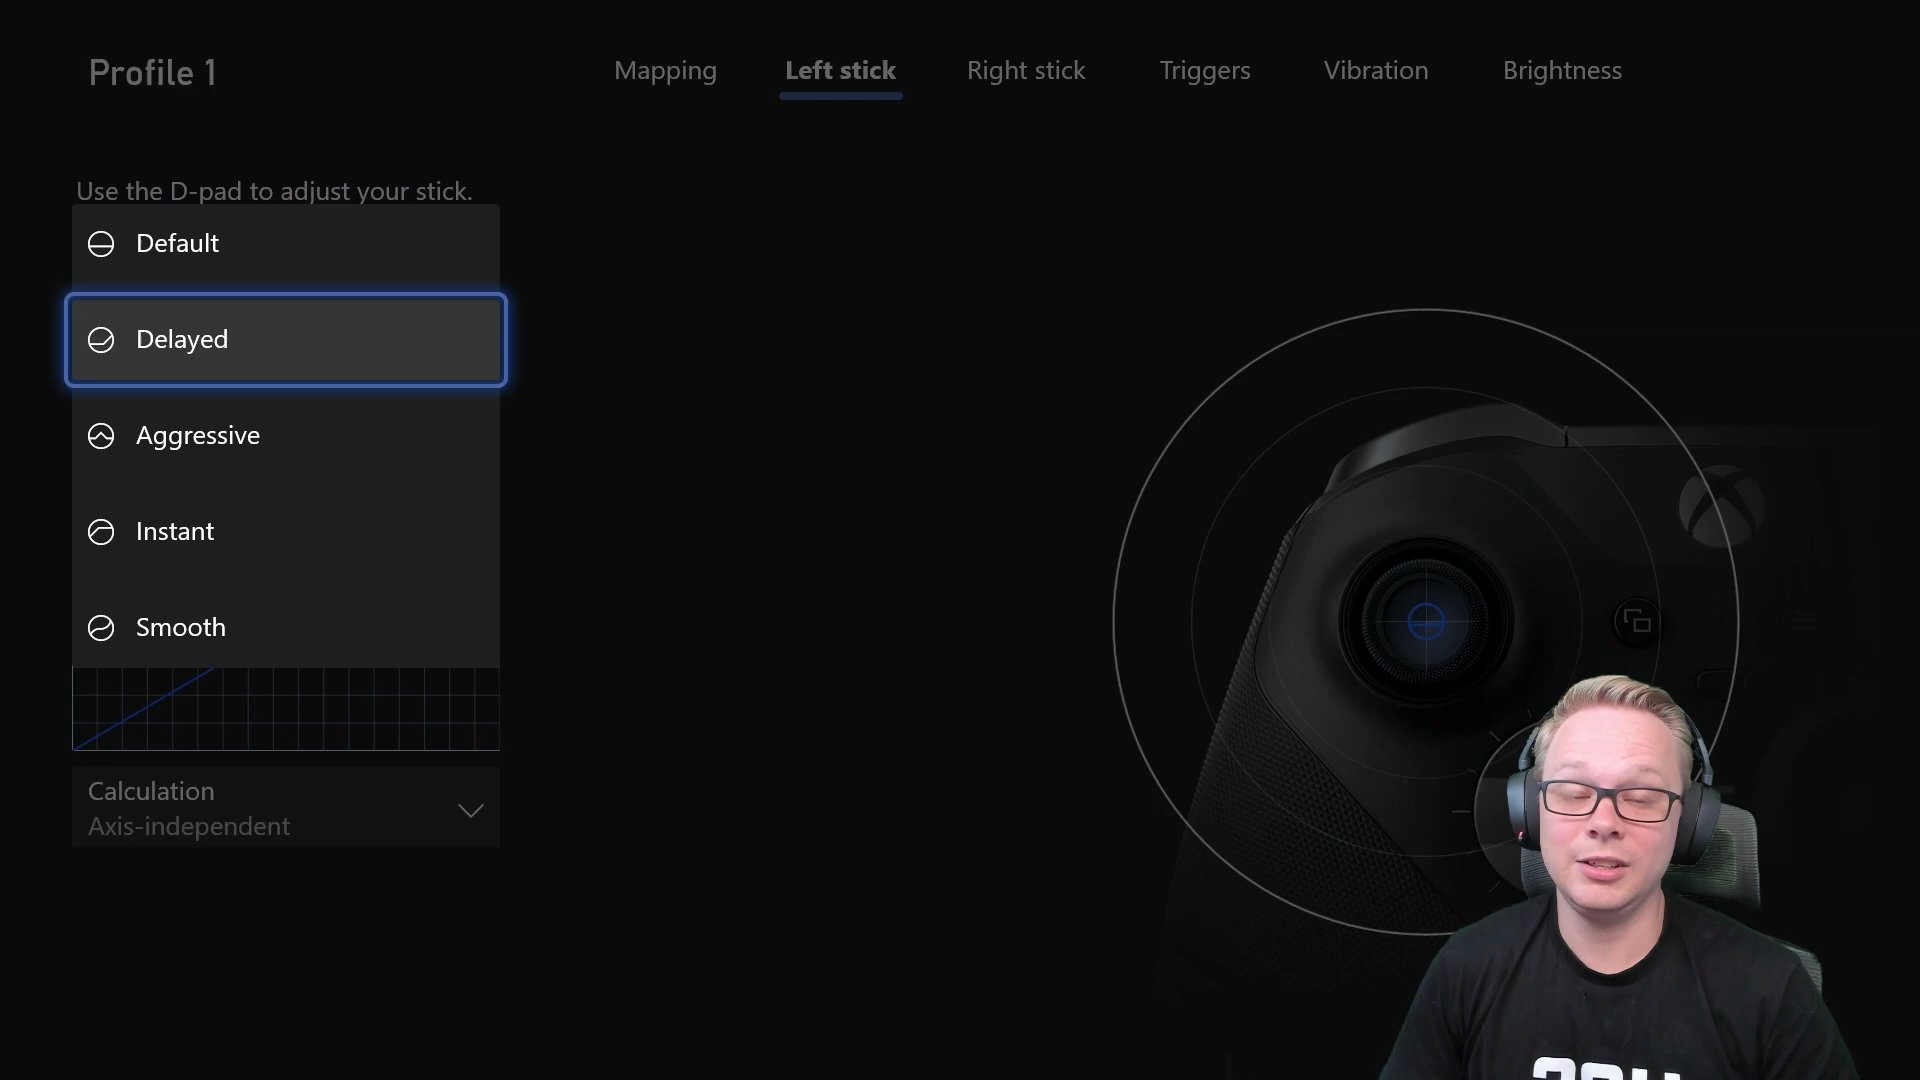 Profile 1
Mapping
Left stick
Right stick
Triggers
Vibration
Brightness
Use the D-pad to adjust your stick.
Default
Delayed
Aggressive
Instant
Smooth
Calculation
Axis-independent